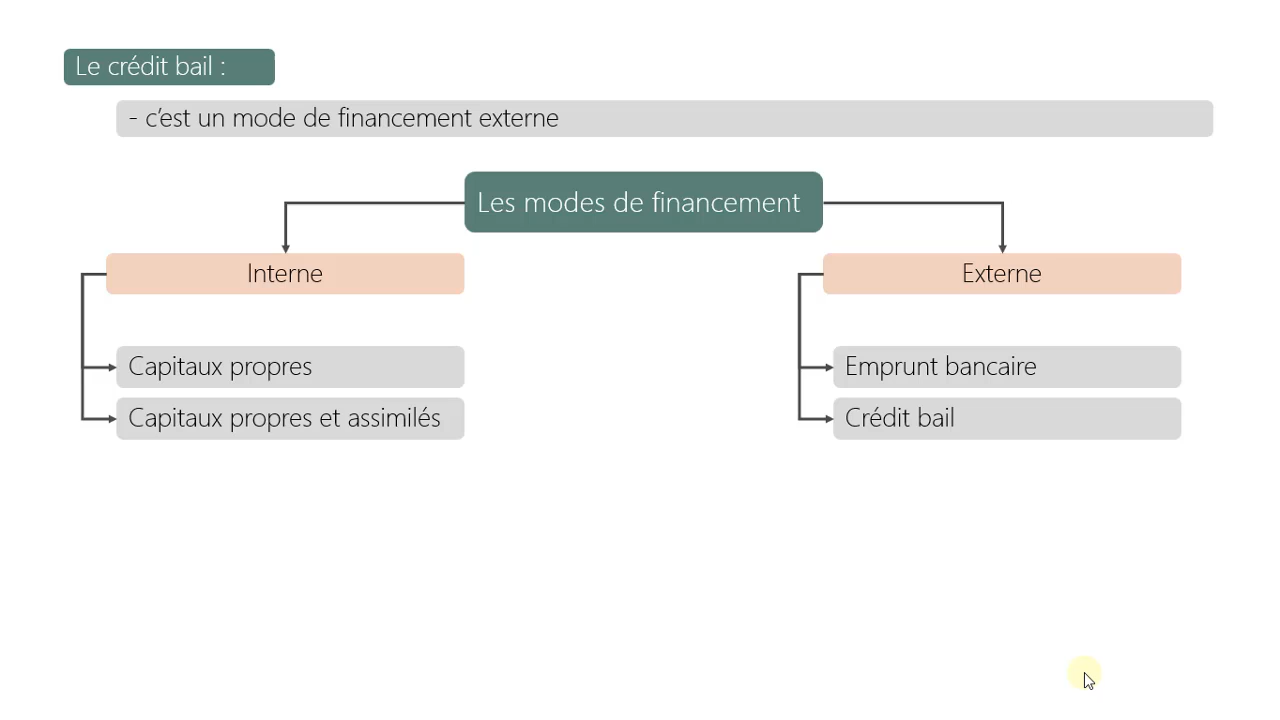 Le crédit bail :
- c’est un mode de financement externe
Les modes de financement
Interne
Externe
Capitaux propres
Emprunt bancaire
Capitaux propres et assimilés
Crédit bail